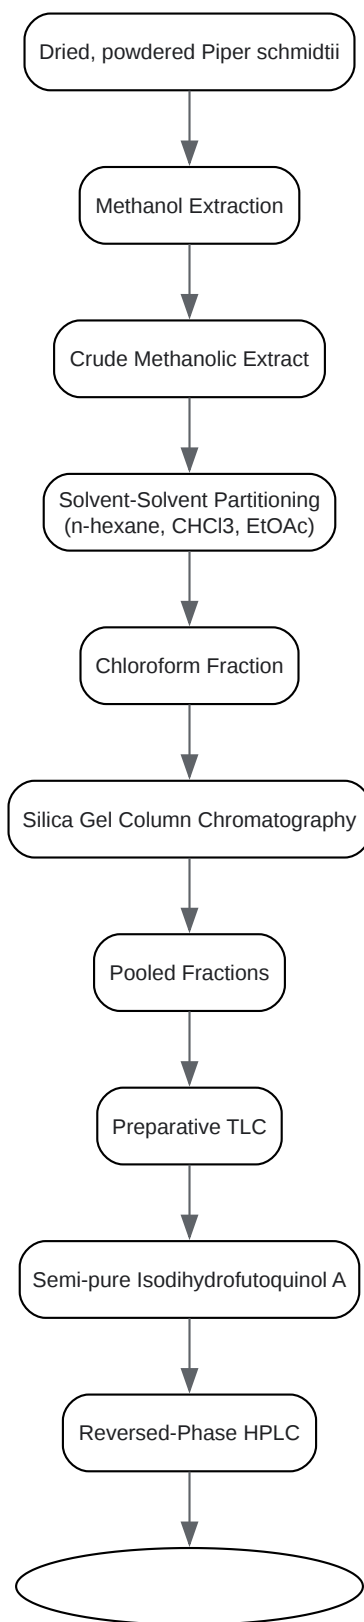 Dried, powdered Piper schmidtii
Methanol Extraction
Crude Methanolic Extract
Solvent-Solvent Partitioning
(n-hexane, CHCl3, EtOAc)
Chloroform Fraction
Silica Gel Column Chromatography
Pooled Fractions
Preparative TLC
Semi-pure Isodihydrofutoquinol A
Reversed-Phase HPLC